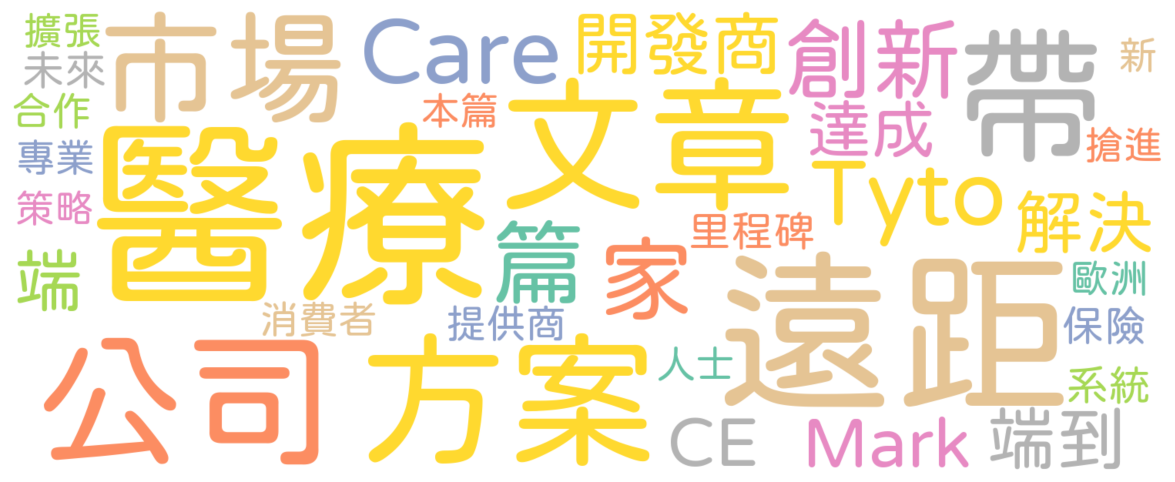 擴張
市場
Care
開發商
創新
帶
新
未來
合作
本篇
文章
達成
搶進
專業
醫療
Tyto
策略
解決
里程碑
端
篇
家
遠距
歐洲
消費者
提供商
保險
公司
方案
人士
系統
CE
Mark
端到